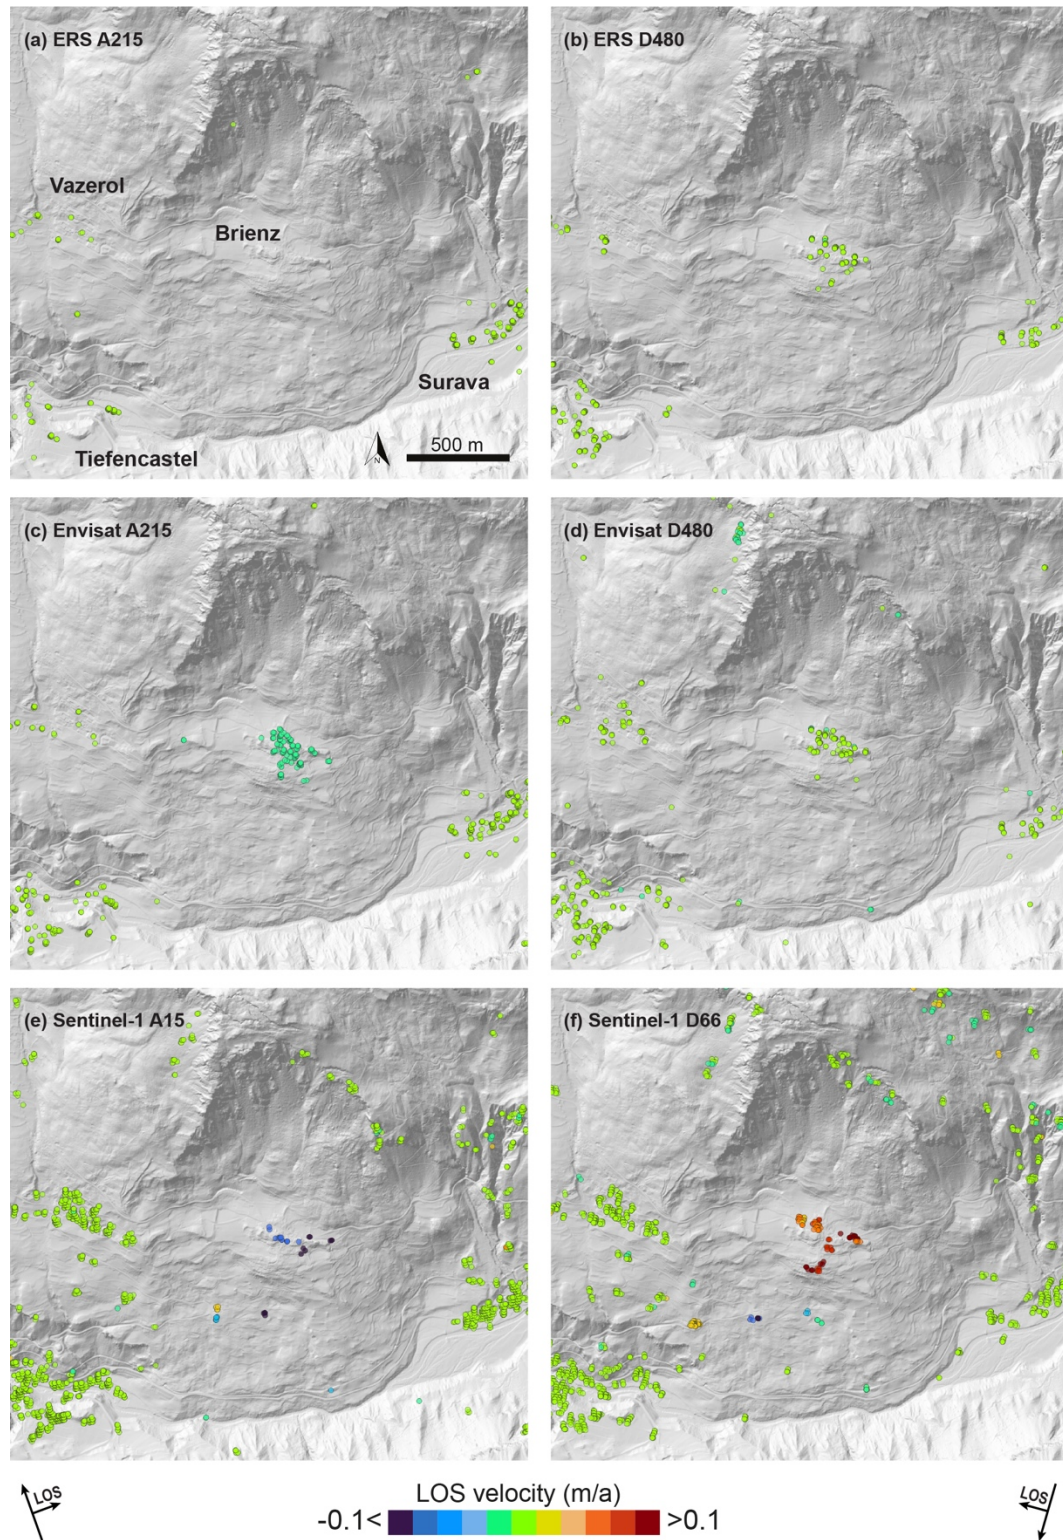 (a) ERS A215
(b) ERS D480
Vazerol
Brienz
Surava
500 m
N
Tiefencastel
(c) Envisat A215
(d) Envisat D480
(e) Sentinel-1 A15
(f) Sentinel-1 D66
LOS
LOS velocity (m/a)
-0.1<
>0.1
LOS